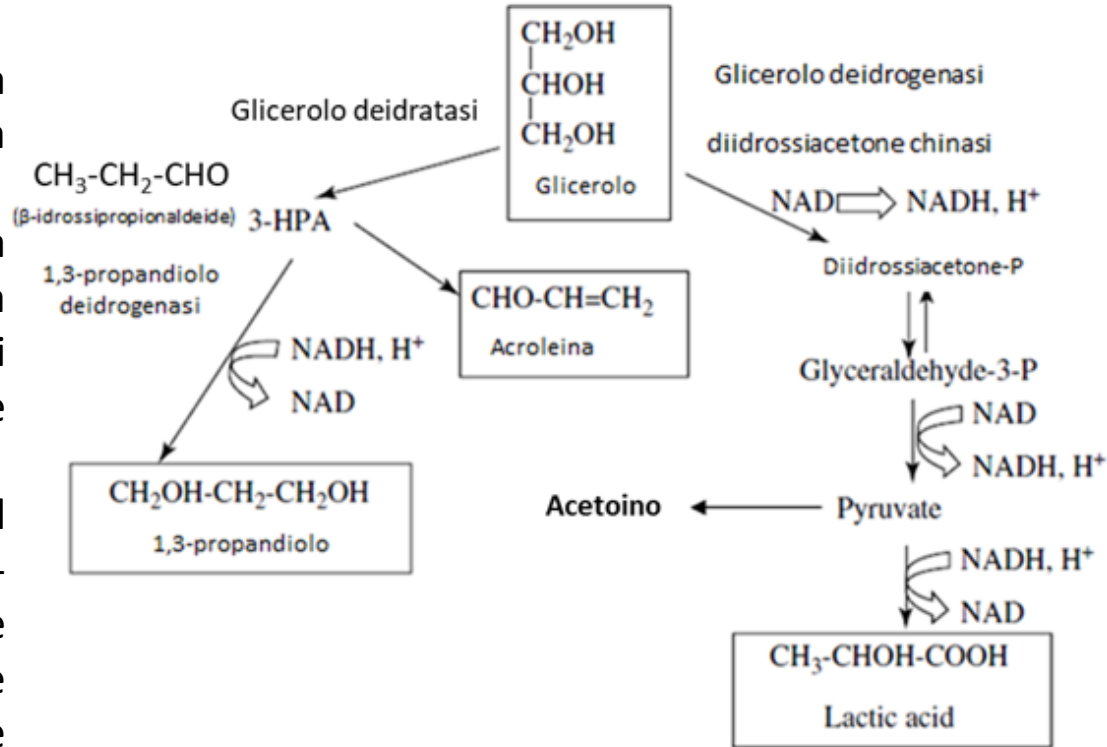 CH₂OH
CHOH
CH₂OH
Glicerolo
Glicerolo deidratasi
Glicerolo deidrogenasi
diidrossiacetone chinasi
NAD NADH, H⁺
CH₃-CH₂-CHO
(β-idrossipropionaldeide) 3-HPA
1,3-propandiolo
deidrogenasi
NADH, H⁺
NAD
CHO-CH=CH₂
Acroleina
CH₂OH-CH₂-CH₂OH
1,3-propandiolo
Diidrossiacetone-P
Glyceraldehyde-3-P
NAD
NADH, H⁺
Acetoino
Pyruvate
NADH, H⁺
NAD
CH₃-CHOH-COOH
Lactic acid